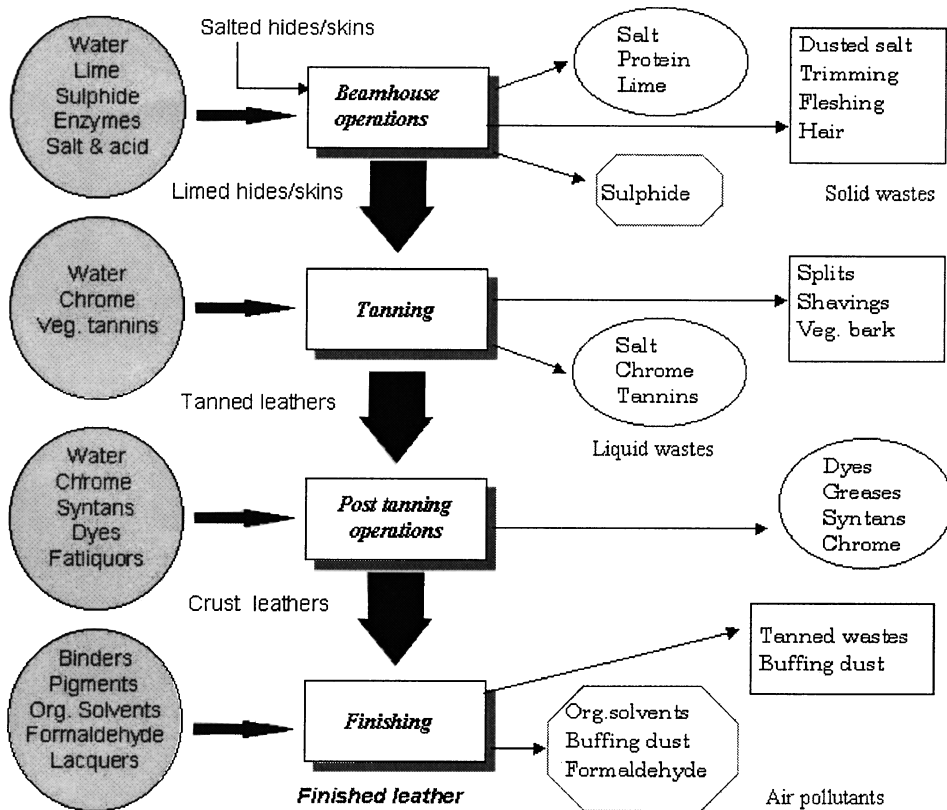 Salted hides/skins
Water
Lime
Sulphide
Enzymes
Salt & acid
Beamhouse
operations
Salt
Protein
Lime
Dusted salt
Trimming
Fleshing
Hair
Sulphide
Solid wastes
Limed hides/skins
Water
Chrome
Veg. tannins
Tanning
Splits
Shavings
Veg. bark
Salt
Chrome
Tannins
Liquid wastes
Tanned leathers
Water
Chrome
Syntans
Dyes
Fatliquors
Post tanning
operations
Dyes
Greases
Syntans
Chrome
Crust leathers
Binders
Pigments
Org. Solvents
Formaldehyde
Lacquers
Finishing
Tanned wastes
Buffing dust
Org.solvents
Buffing dust
Formaldehyde
Finished leather
Air pollutants